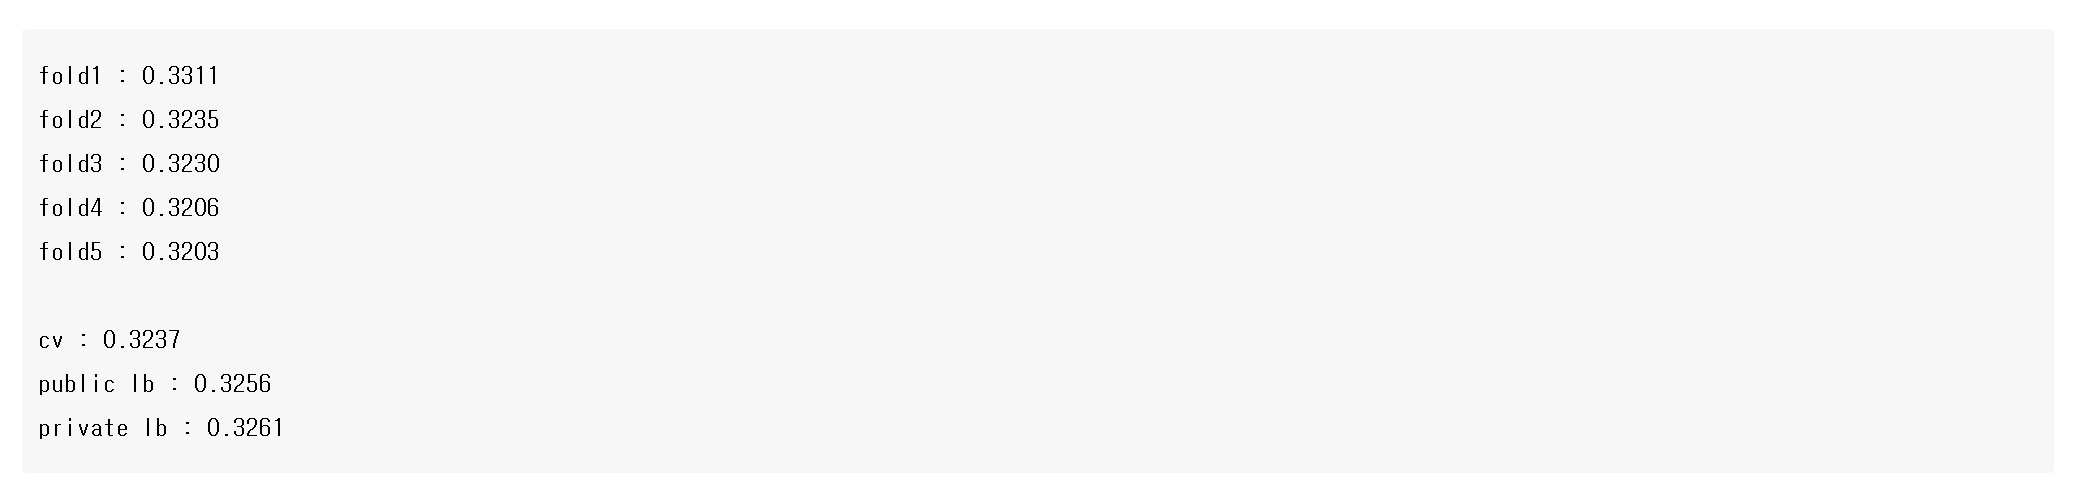 fold1 : 0.3311
fold2 : 0.3235
fold3 : 0.3230
fold4 : 0.3206
fold5 : 0.3203
cv : 0.3237
public lb : 0.3256
private lb : 0.3261